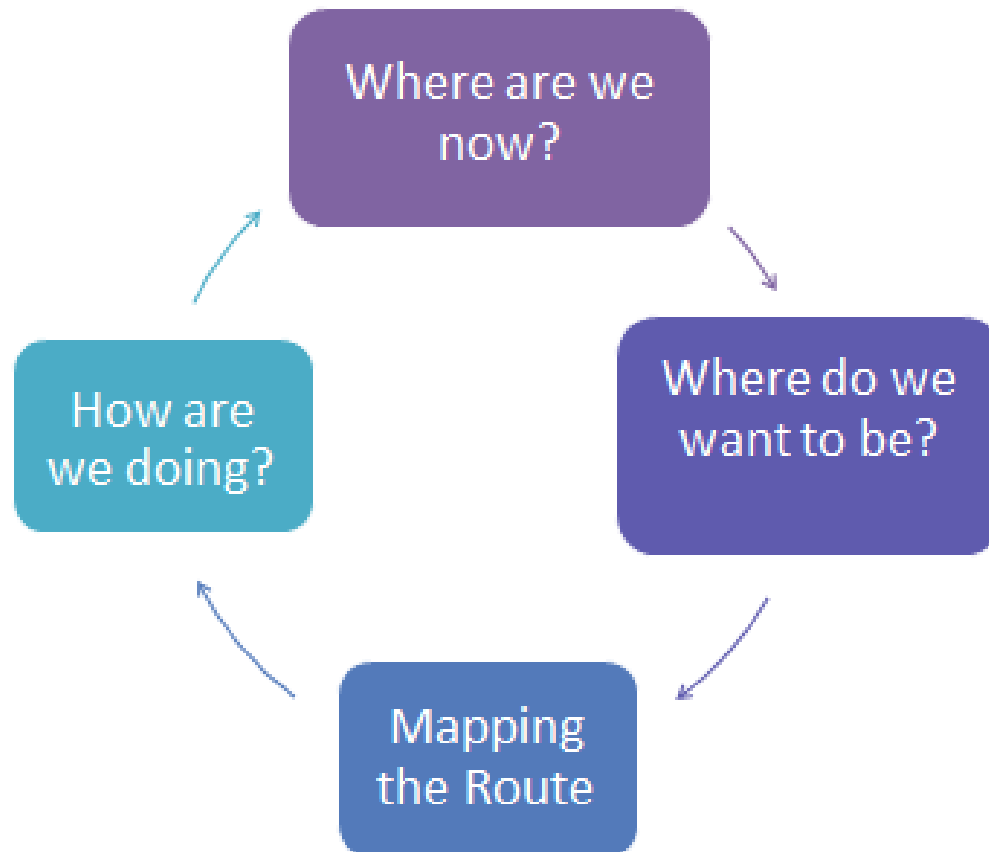 Where are we
now?
Where do we
want to be?
Mapping
the Route
How are
we doing?